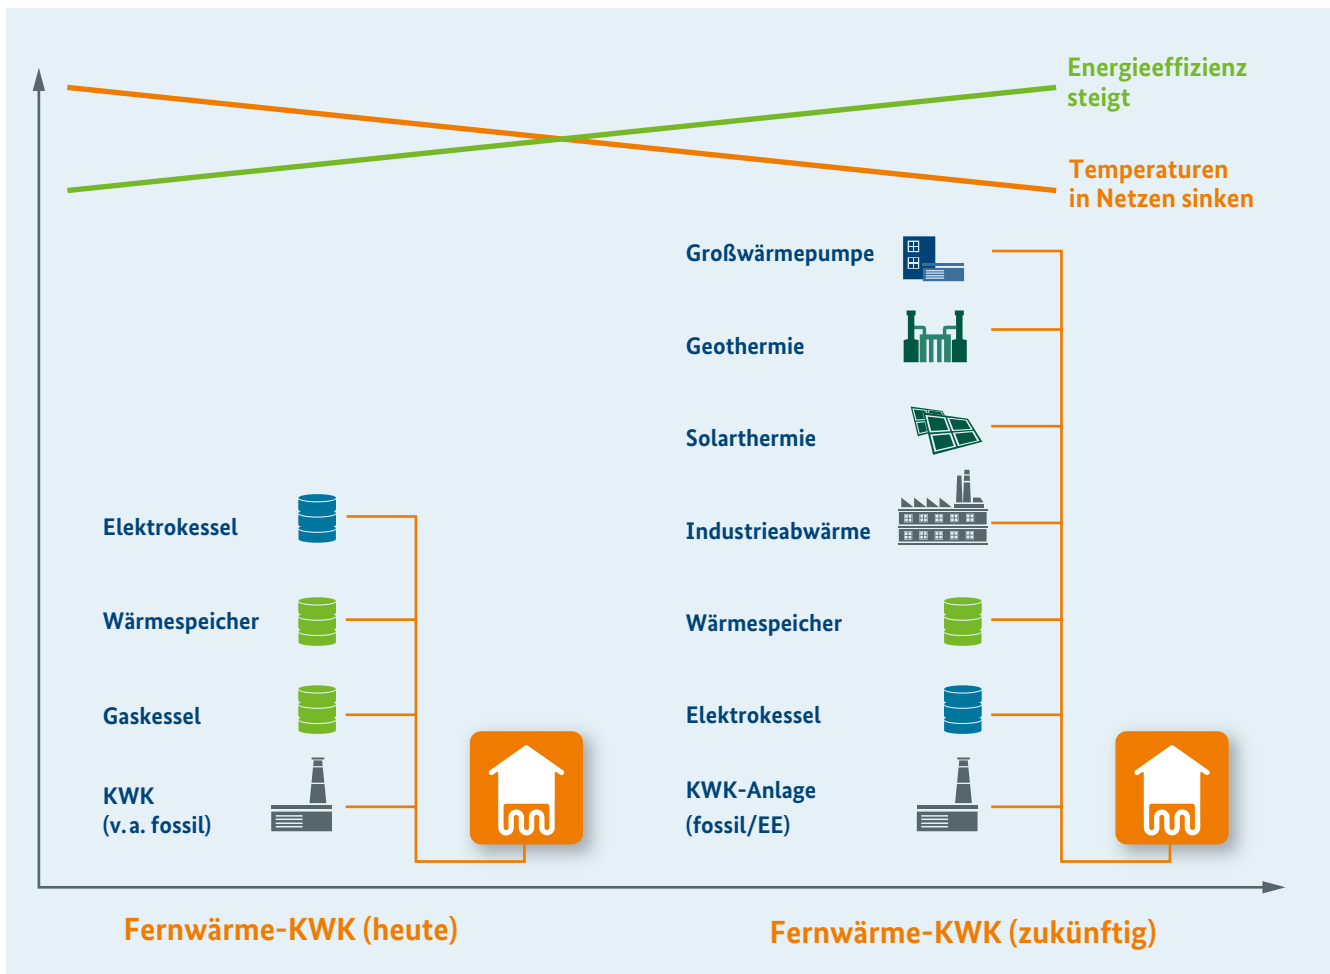 Energieeffizienz
steigt
Temperaturen
in Netzen sinken
Elektrokessel
Wärmespeicher
Gaskessel
KWK
(v. a. fossil)
Großwärmepumpe
Geothermie
Solarthermie
Industrieabwärme
Wärmespeicher
Elektrokessel
KWK-Anlage
(fossil/EE)
Fernwärme-KWK (heute)
Fernwärme-KWK (zukünftig)